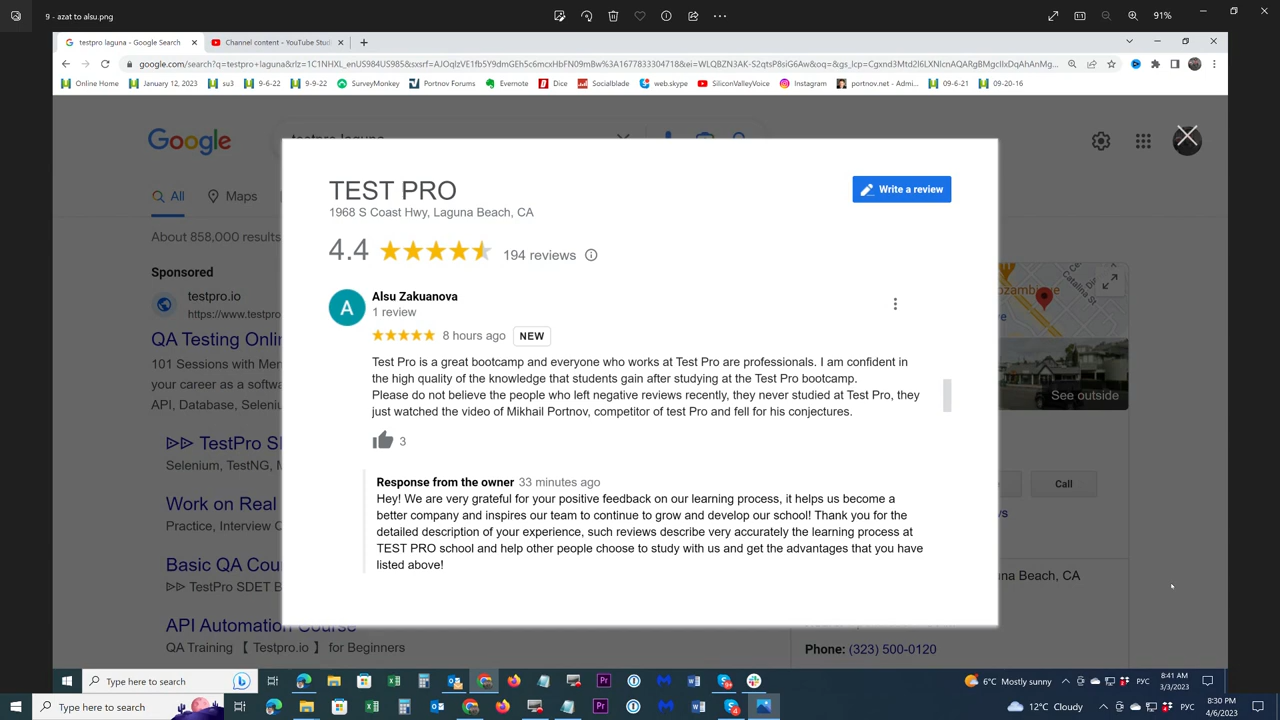 9 - azat to alsu.png
91%
testpro laguna - Google Search
Channel content - YouTube Stud
Online Home
January 12, 2023
su3
9-6-22
9-9-22
SurveyMonkey
Portnov Forums
Evernote
Dice
Socialblade
web.skype
SiliconValleyVoice
Instagram
portnov.net - Admi...
09-6-21
09-20-16
Google
testpro laguna
All
Maps
About 858,000 results
Sponsored
testpro.io
https://www.testpro
QA Testing Onli
101 Sessions with Men
your career as a softwa
API, Database, Seleniu
TestPro SD
Selenium, TestNG, M
Work on Real
Practice, Interview C
Basic QA Cou
TestPro SDET B
API Automation Course
QA Training 【 Testpro.io 】 for Beginners
TEST PRO
1968 S Coast Hwy, Laguna Beach, CA
Write a review
4.4
194 reviews
A
Alsu Zakuanova
1 review
8 hours ago
NEW
Test Pro is a great bootcamp and everyone who works at Test Pro are professionals. I am confident in
the high quality of the knowledge that students gain after studying at the Test Pro bootcamp.
Please do not believe the people who left negative reviews recently, they never studied at Test Pro, they
just watched the video of Mikhail Portnov, competitor of test Pro and fell for his conjectures.
3
Response from the owner 33 minutes ago
Hey! We are very grateful for your positive feedback on our learning process, it helps us become a
better company and inspires our team to continue to grow and develop our school! Thank you for the
detailed description of your experience, such reviews describe very accurately the learning process at
TEST PRO school and help other people choose to study with us and get the advantages that you have
listed above!
See outside
Call
na Beach, CA
Phone: (323) 500-0120
Type here to search
6°C Mostly sunny
РУС
8:41 AM
3/3/2023
Type here to search
12°C Cloudy
РУС
8:30 PM
4/6/2023